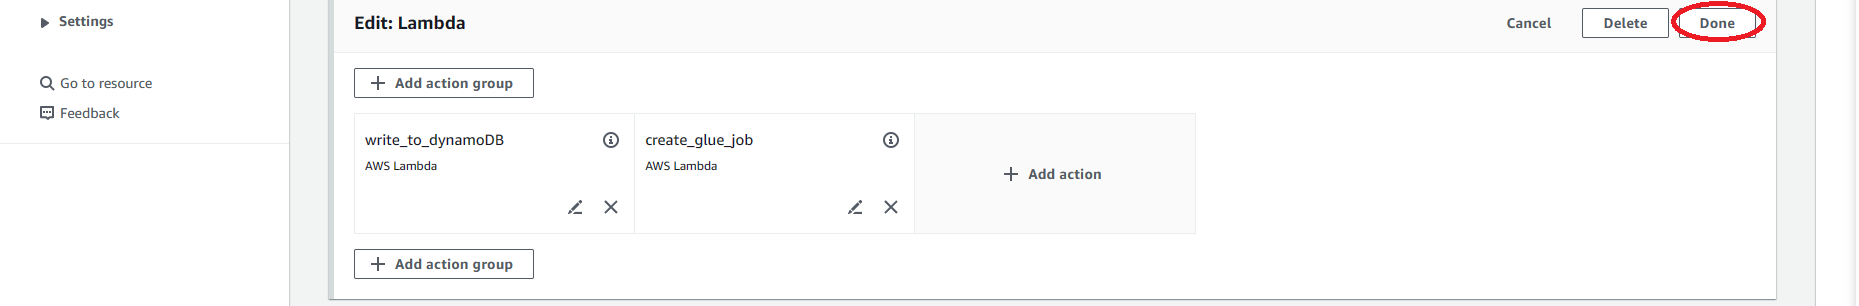 Settings
Go to resource
Feedback
Edit: Lambda
Cancel
Delete
Done
Add action group
write_to_dynamoDB
AWS Lambda
create_glue_job
AWS Lambda
Add action
Add action group